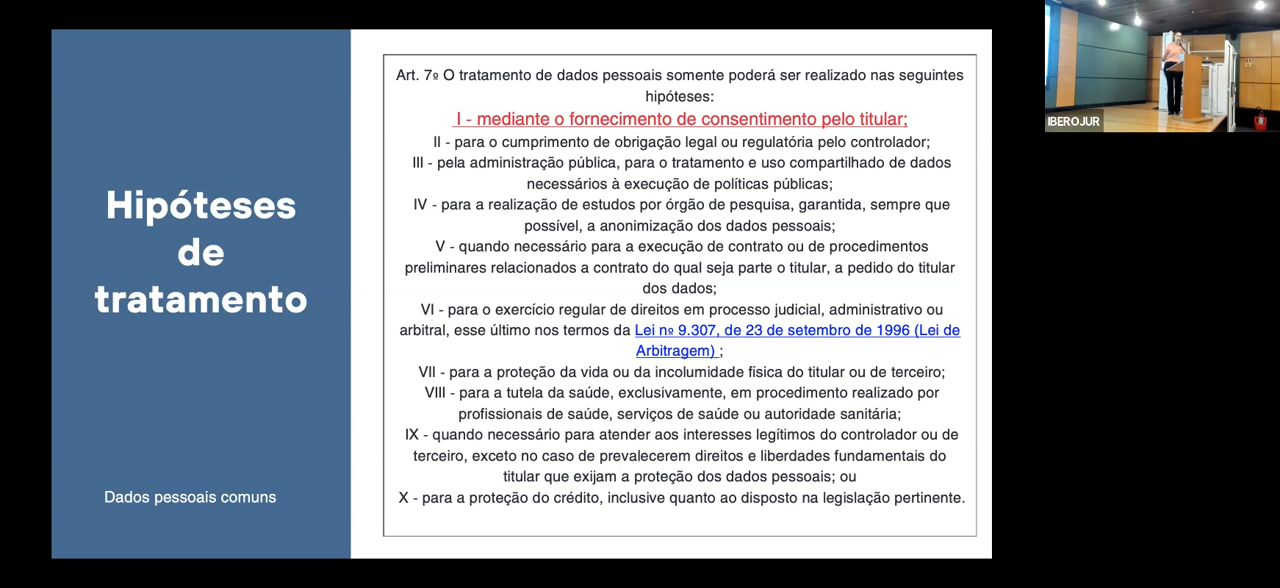 Hipóteses
de
tratamento
Dados pessoais comuns
Art. 7º O tratamento de dados pessoais somente poderá ser realizado nas seguintes
hipóteses:
I - mediante o fornecimento de consentimento pelo titular;
II - para o cumprimento de obrigação legal ou regulatória pelo controlador;
III - pela administração pública, para o tratamento e uso compartilhado de dados
necessários à execução de políticas públicas;
IV - para a realização de estudos por órgão de pesquisa, garantida, sempre que
possível, a anonimização dos dados pessoais;
V - quando necessário para a execução de contrato ou de procedimentos
preliminares relacionados a contrato do qual seja parte o titular, a pedido do titular
dos dados;
VI - para o exercício regular de direitos em processo judicial, administrativo ou
arbitral, esse último nos termos da Lei nº 9.307, de 23 de setembro de 1996 (Lei de
Arbitragem) ;
VII - para a proteção da vida ou da incolumidade física do titular ou de terceiro;
VIII - para a tutela da saúde, exclusivamente, em procedimento realizado por
profissionais de saúde, serviços de saúde ou autoridade sanitária;
IX - quando necessário para atender aos interesses legítimos do controlador ou de
terceiro, exceto no caso de prevalecerem direitos e liberdades fundamentais do
titular que exijam a proteção dos dados pessoais; ou
X - para a proteção do crédito, inclusive quanto ao disposto na legislação pertinente.
IBEROJUR